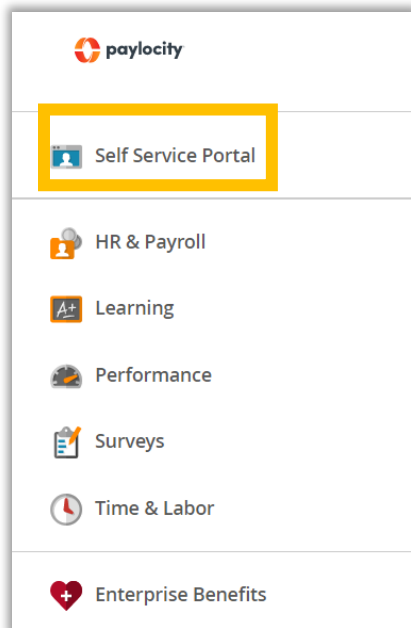 paylocity
Self Service Portal
HR & Payroll
A+
Learning
Performance
Surveys
Time & Labor
Enterprise Benefits